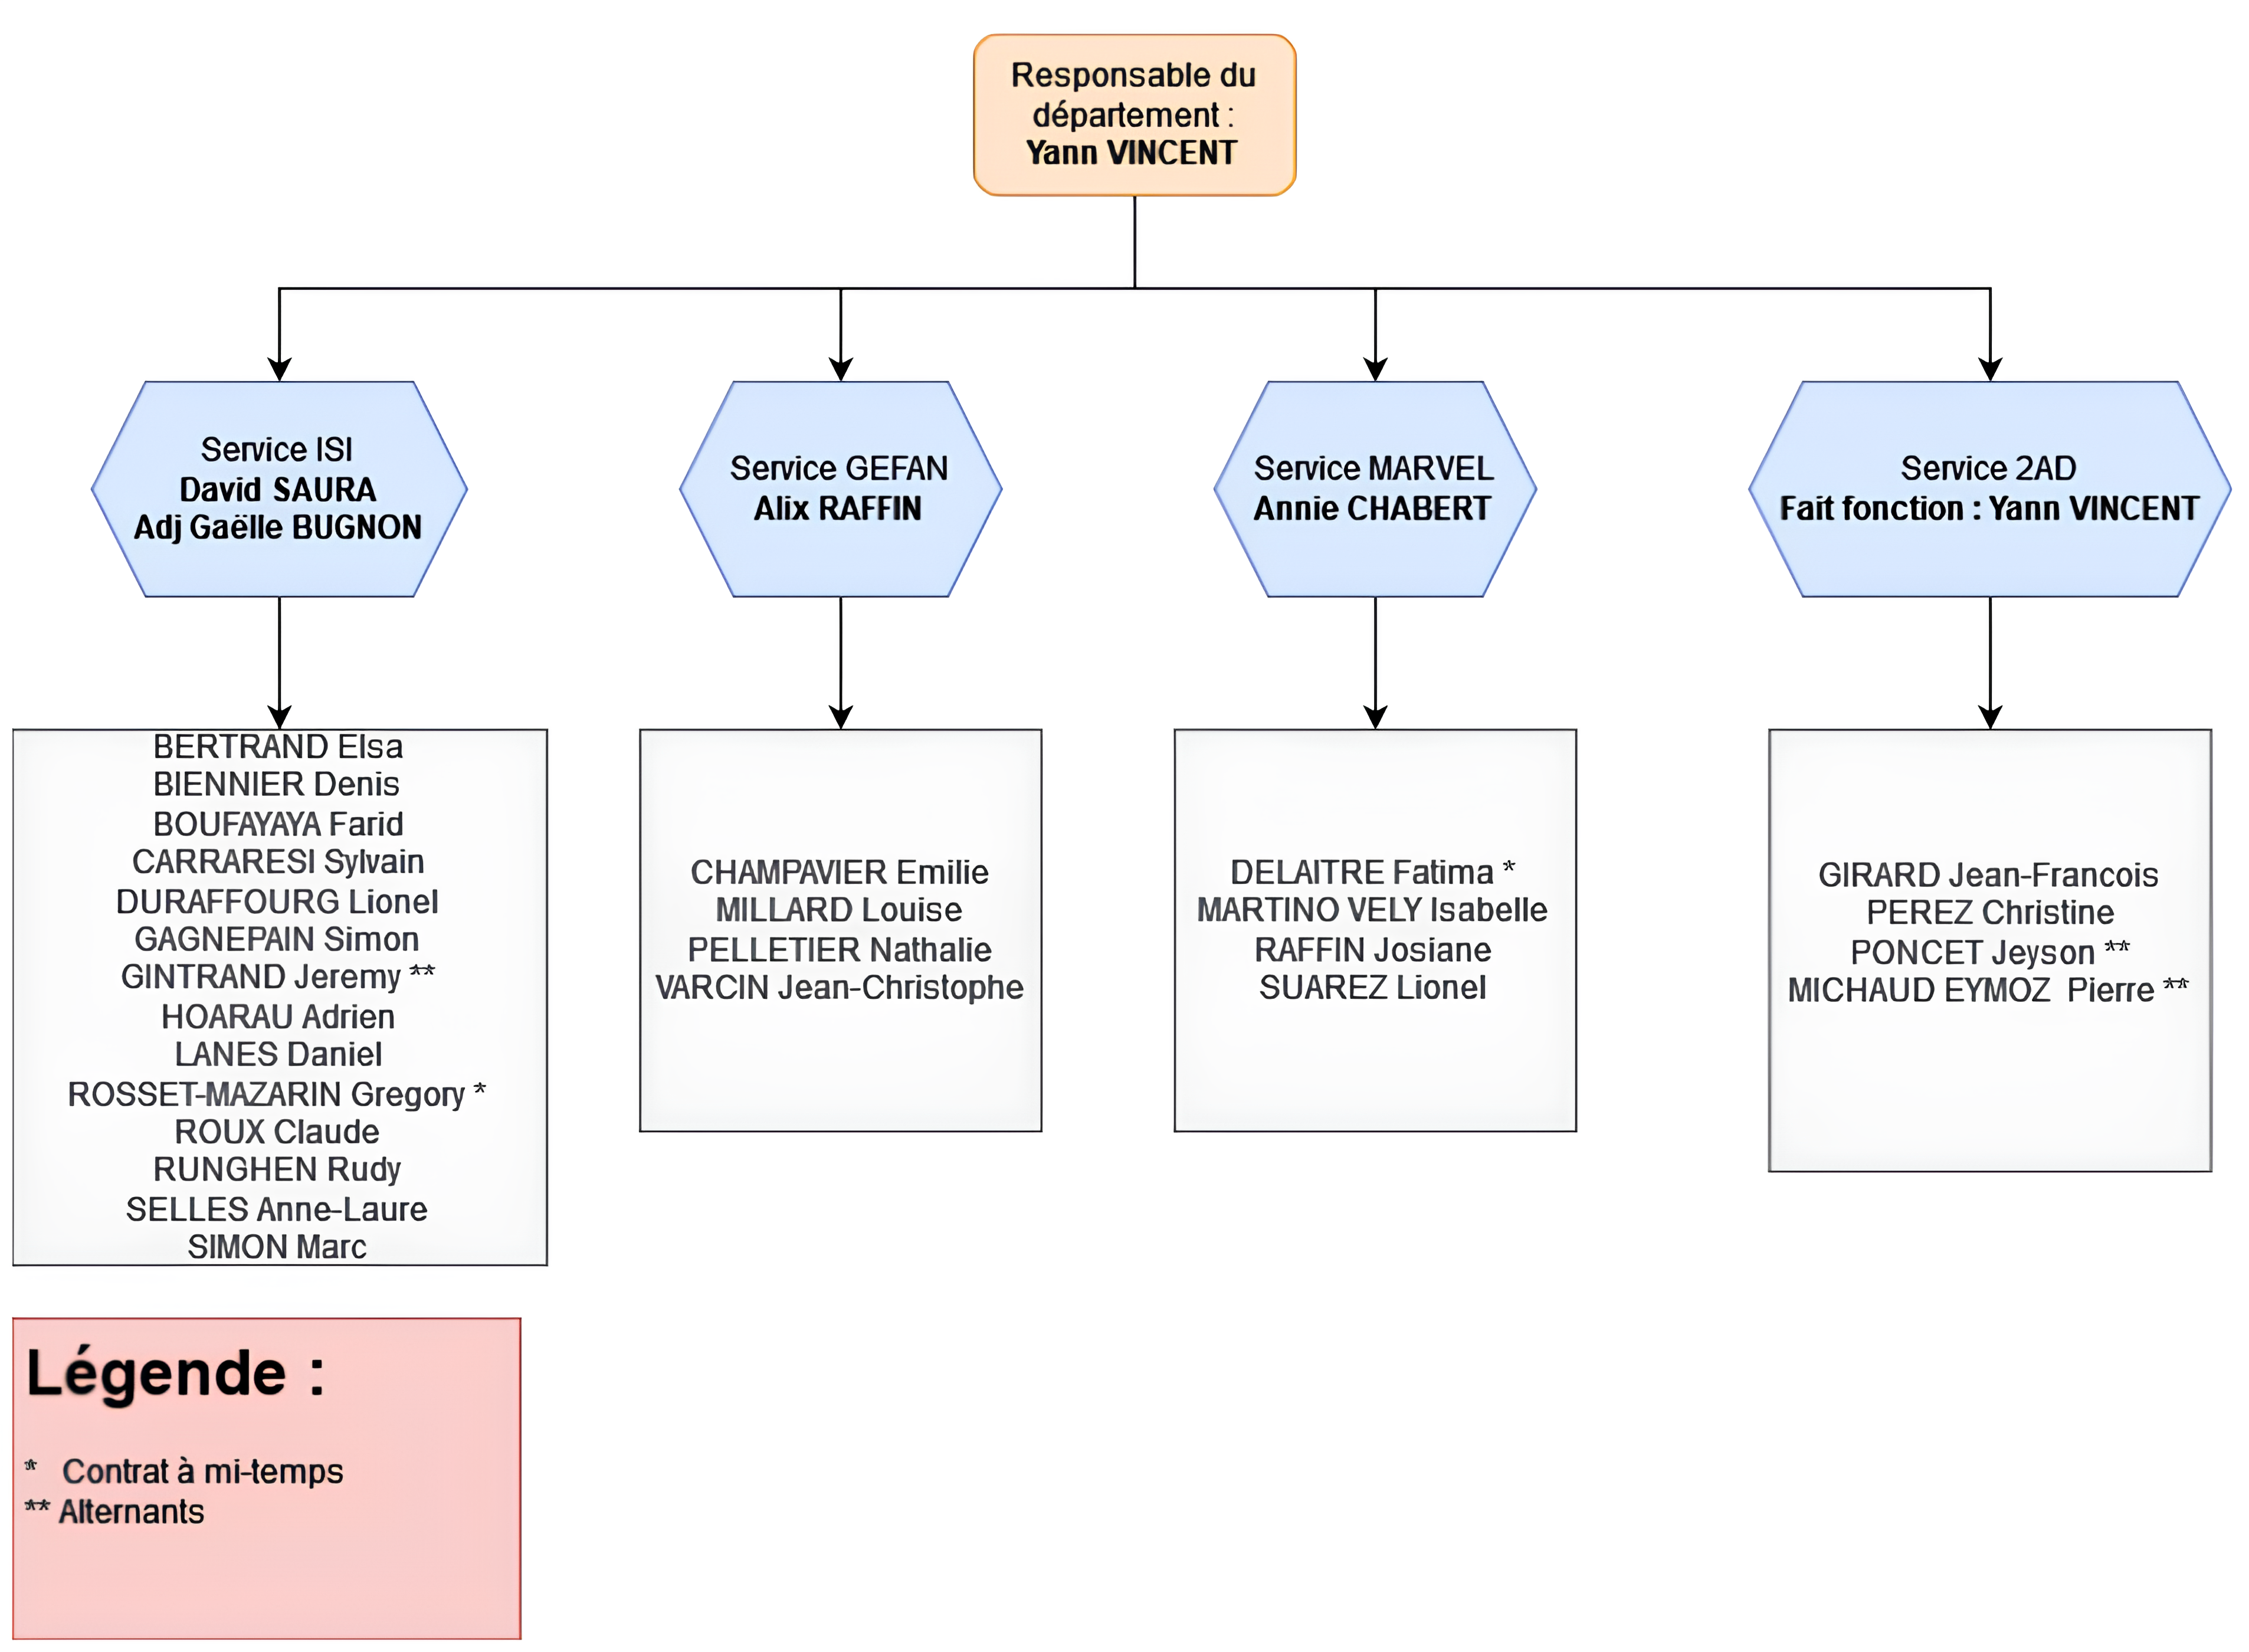 Responsable du
département :
Yann VINCENT
Service ISI
David SAURA
Adj Gaëlle BUGNON
Service GEFAN
Alix RAFFIN
Service MARVEL
Annie CHABERT
Service 2AD
Fait fonction : Yann VINCENT
BERTRAND Elsa
BIENNIER Denis
BOUFAYAYA Farid
CARRARESI Sylvain
DURAFFOURG Lionel
GAGNEPAIN Simon
GINTRAND Jeremy **
HOARAU Adrien
LANES Daniel
ROSSET-MAZARIN Gregory *
ROUX Claude
RUNGHEN Rudy
SELLES Anne-Laure
SIMON Marc
CHAMPAVIER Emilie
MILLARD Louise
PELLETIER Nathalie
VARCIN Jean-Christophe
DELAITRE Fatima *
MARTINO VELY Isabelle
RAFFIN Josiane
SUAREZ Lionel
GIRARD Jean-Francois
PEREZ Christine
PONCET Jeyson **
MICHAUD EYMOZ Pierre **
Légende :
* Contrat à mi-temps
** Alternants